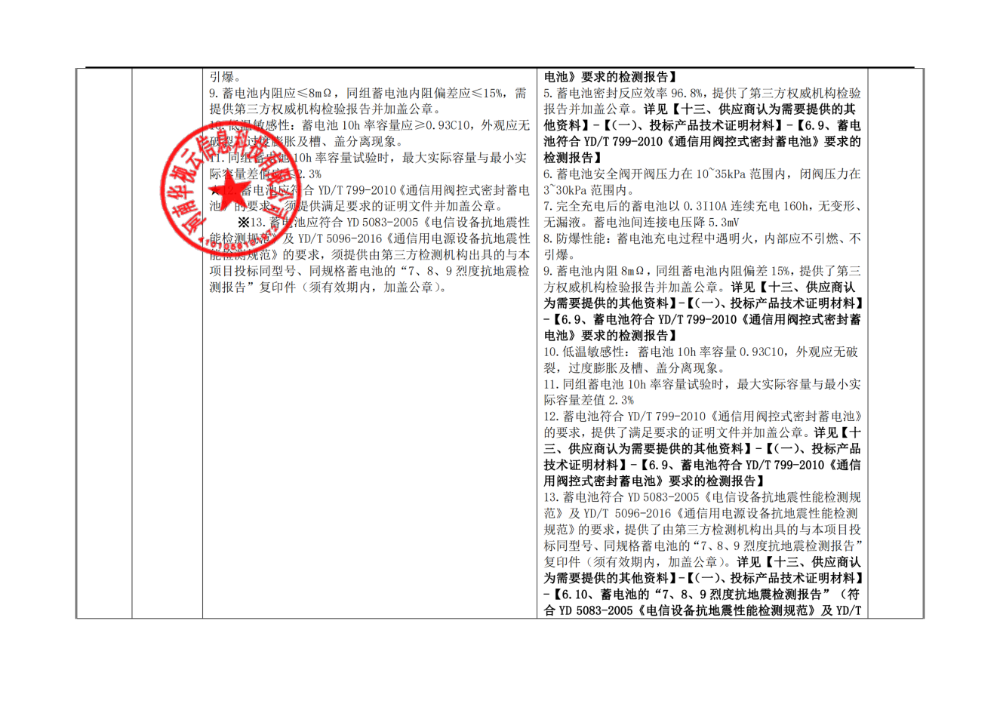 引爆。
9.蓄电池内阻应≤8mΩ，同组蓄电池内阻偏差应≤15%，需
提供第三方权威机构检验报告并加盖公章。
10.低温敏感性：蓄电池 10h 率容量应≥0.93C10，外观应无
破裂，过度膨胀及槽、盖分离现象。
11.同组蓄电池 10h 率容量试验时，最大实际容量与最小实
际容量差值应≤2.3%
★12.蓄电池应符合 YD/T 799-2010《通信用阀控式密封蓄电
池》的要求，须提供满足要求的证明文件并加盖公章。
※13.蓄电池应符合 YD 5083-2005《电信设备抗地震性
能检测规范》及 YD/T 5096-2016《通信用电源设备抗地震性
能检测规范》的要求，须提供由第三方检测机构出具的与本
项目投标同型号、同规格蓄电池的“7、8、9 烈度抗地震检
测报告”复印件（须有效期内，加盖公章）。
河南华视云信息科技有限公司
电池》要求的检测报告】
5.蓄电池密封反应效率 96.8%，提供了第三方权威机构检验
报告并加盖公章。详见【十三、供应商认为需要提供的其
他资料】-【（一）、投标产品技术证明材料】-【6.9、蓄电
池符合 YD/T 799-2010《通信用阀控式密封蓄电池》要求的
检测报告】
6.蓄电池安全阀开阀压力在 10~35kPa 范围内，闭阀压力在
3~30kPa 范围内。
7.完全充电后的蓄电池以 0.3I10A 连续充电 160h，无变形、
无漏液。蓄电池间连接电压降 5.3mV
8.防爆性能：蓄电池充电过程中遇明火，内部应不引燃、不
引爆。
9.蓄电池内阻 8mΩ，同组蓄电池内阻偏差 15%，提供了第三
方权威机构检验报告并加盖公章。详见【十三、供应商认
为需要提供的其他资料】-【（一）、投标产品技术证明材料】
-【6.9、蓄电池符合 YD/T 799-2010《通信用阀控式密封蓄
电池》要求的检测报告】
10.低温敏感性：蓄电池 10h 率容量 0.93C10，外观应无破
裂，过度膨胀及槽、盖分离现象。
11.同组蓄电池 10h 率容量试验时，最大实际容量与最小实
际容量差值 2.3%
12.蓄电池符合 YD/T 799-2010《通信用阀控式密封蓄电池》
的要求，提供了满足要求的证明文件并加盖公章。详见【十
三、供应商认为需要提供的其他资料】-【（一）、投标产品
技术证明材料】-【6.9、蓄电池符合 YD/T 799-2010《通信
用阀控式密封蓄电池》要求的检测报告】
13.蓄电池符合 YD 5083-2005《电信设备抗地震性能检测规
范》及 YD/T 5096-2016《通信用电源设备抗地震性能检测
规范》的要求，提供了由第三方检测机构出具的与本项目投
标同型号、同规格蓄电池的“7、8、9 烈度抗地震检测报告”
复印件（须有效期内，加盖公章）。详见【十三、供应商认
为需要提供的其他资料】-【（一）、投标产品技术证明材料】
-【6.10、蓄电池的“7、8、9 烈度抗地震检测报告”（符
合 YD 5083-2005《电信设备抗地震性能检测规范》及 YD/T